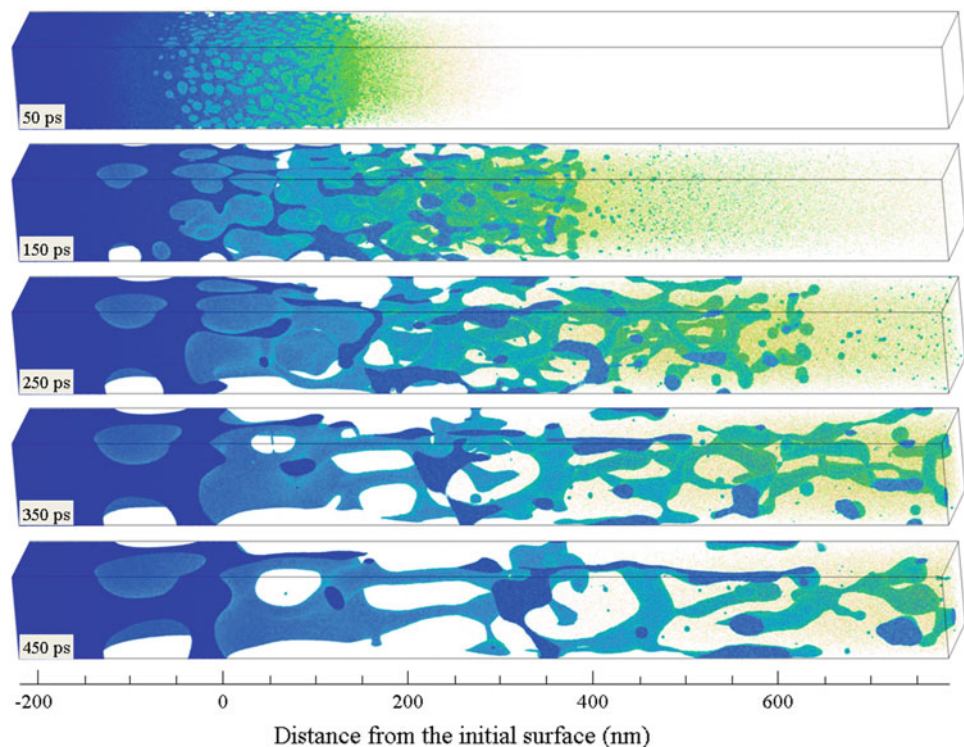 50 ps
150 ps
250 ps
350 ps
450 ps
-200 0 200 400 600
Distance from the initial surface (nm)